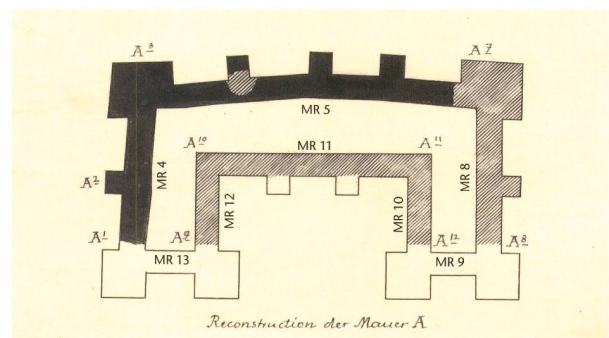 A³ A⁷
MR 5
A¹⁰ MR 11 A¹¹
MR 4 MR 8
A²
MR 12 MR 10
A¹ A⁹ A¹² A⁸
MR 13 MR 9
Reconstruction der Mauer A